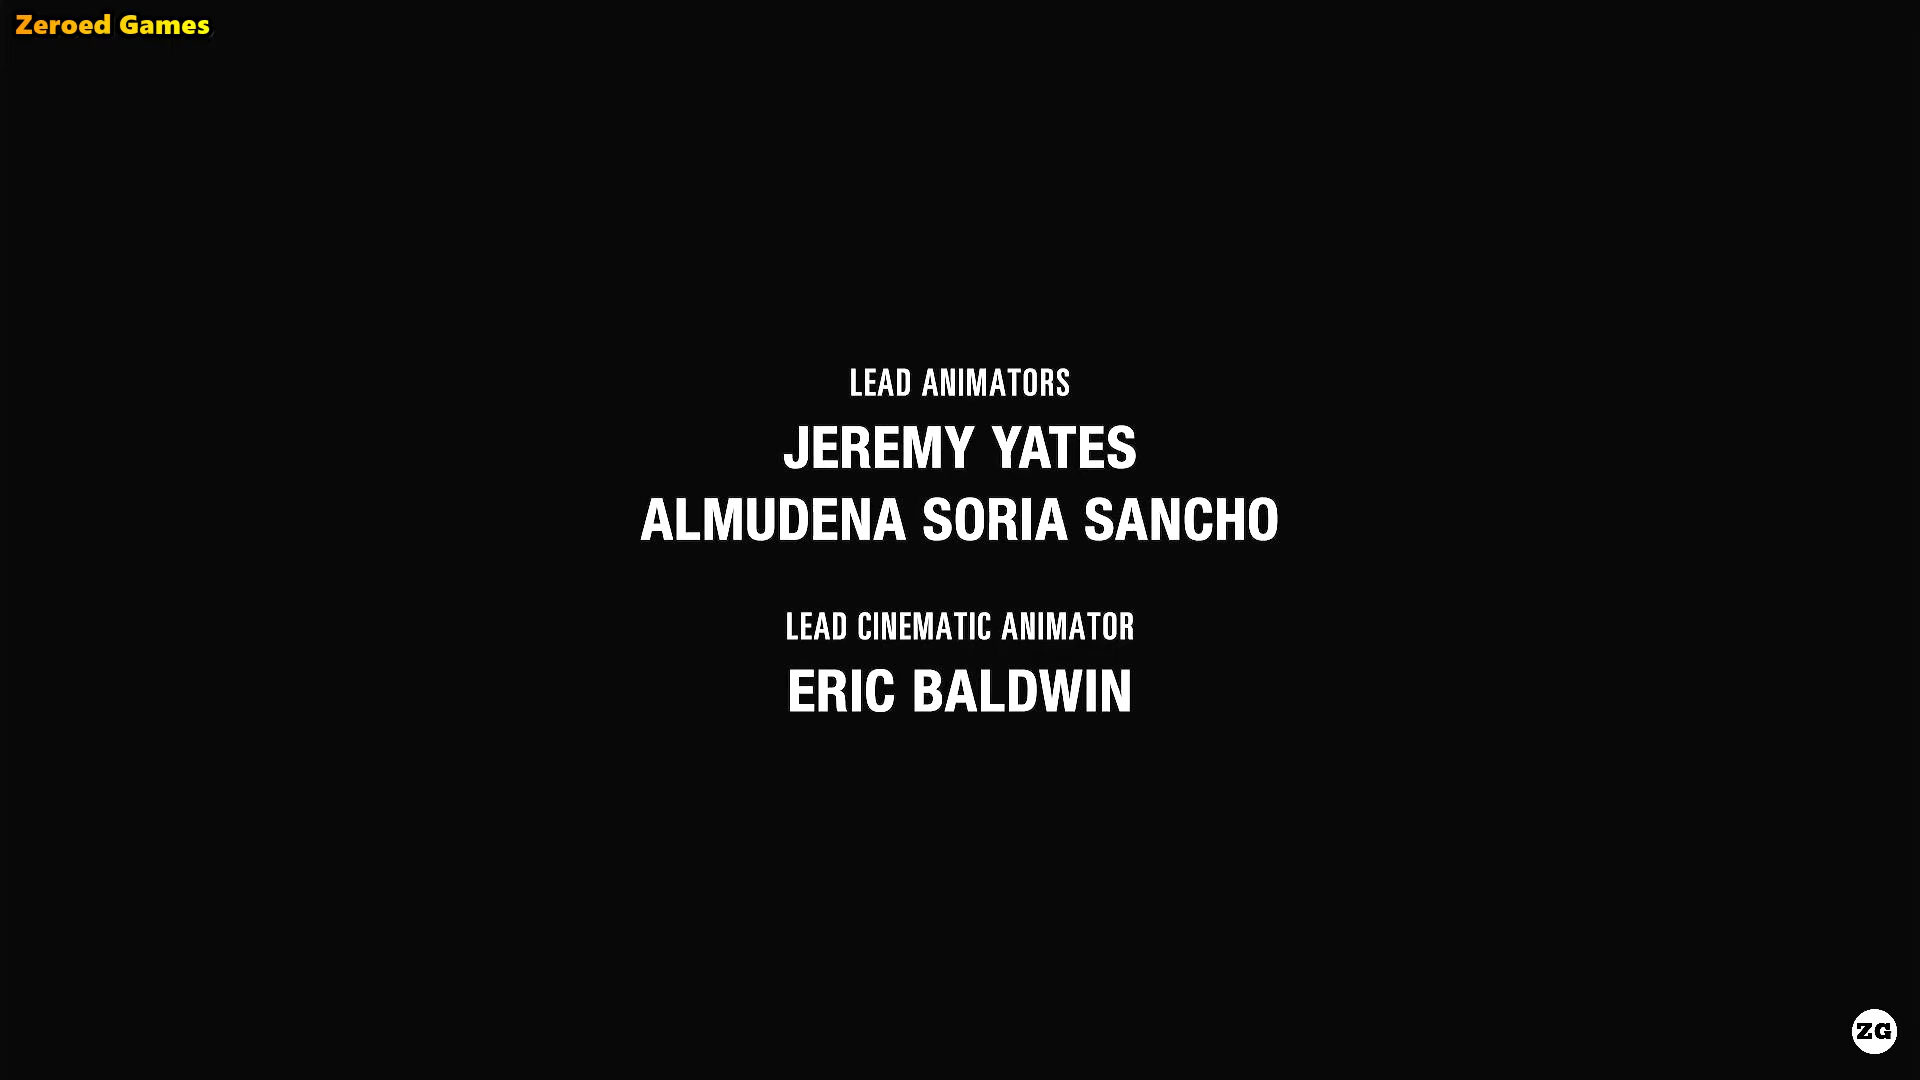 Zeroed Games
LEAD ANIMATORS
JEREMY YATES
ALMUDENA SORIA SANCHO
LEAD CINEMATIC ANIMATOR
ERIC BALDWIN
ZG